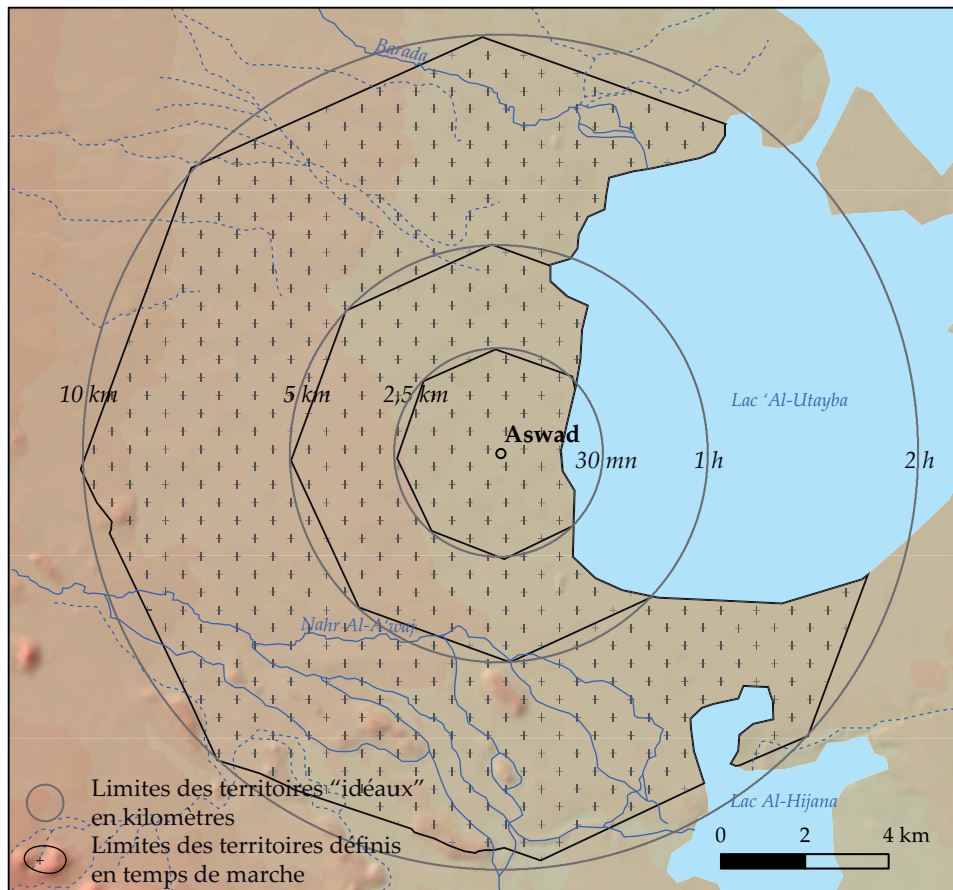 Barada
10 km
5 km
2,5 km
Lac ‘Al-Utayba
Aswad
30 mn
1 h
2 h
Nahr Al-A‘waj
Limites des territoires “idéaux”
en kilomètres
Limites des territoires définis
en temps de marche
Lac Al-Hijana
0 2 4 km